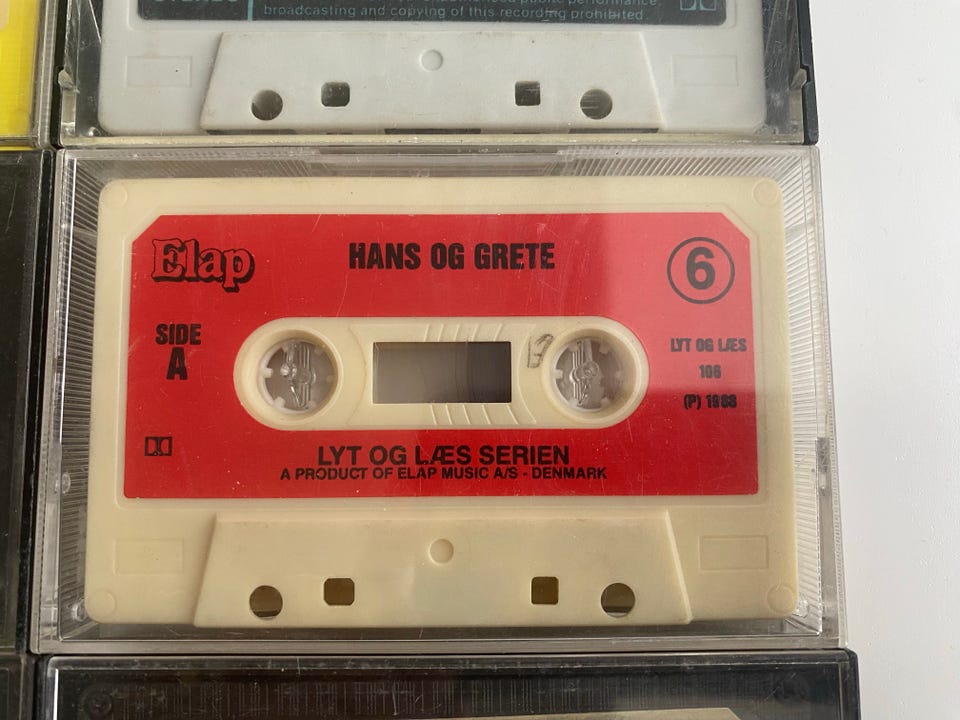 broadcasting and copying of this recording prohibited.
Elap
HANS OG GRETE
6
SIDE
A
LYT OG LÆS
106
(P) 1988
LYT OG LÆS SERIEN
A PRODUCT OF ELAP MUSIC A/S - DENMARK